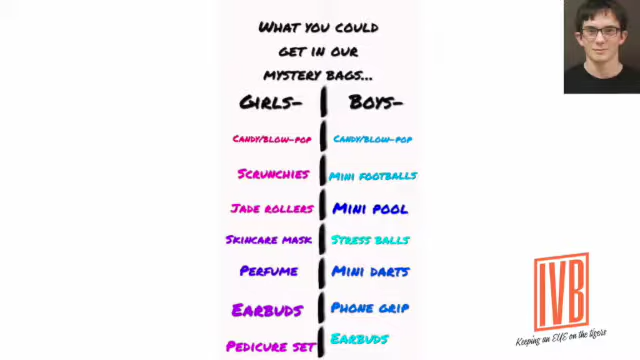 What you could
get in our
mystery bags...
Girls- Boys-
Candy/blow-pop Candy/blow-pop
Scrunchies Mini footballs
Jade rollers Mini pool
Skincare mask Stress balls
Perfume Mini darts
Earbuds Phone grip
Pedicure set Earbuds
IVB
Keeping an EYE on the tigers